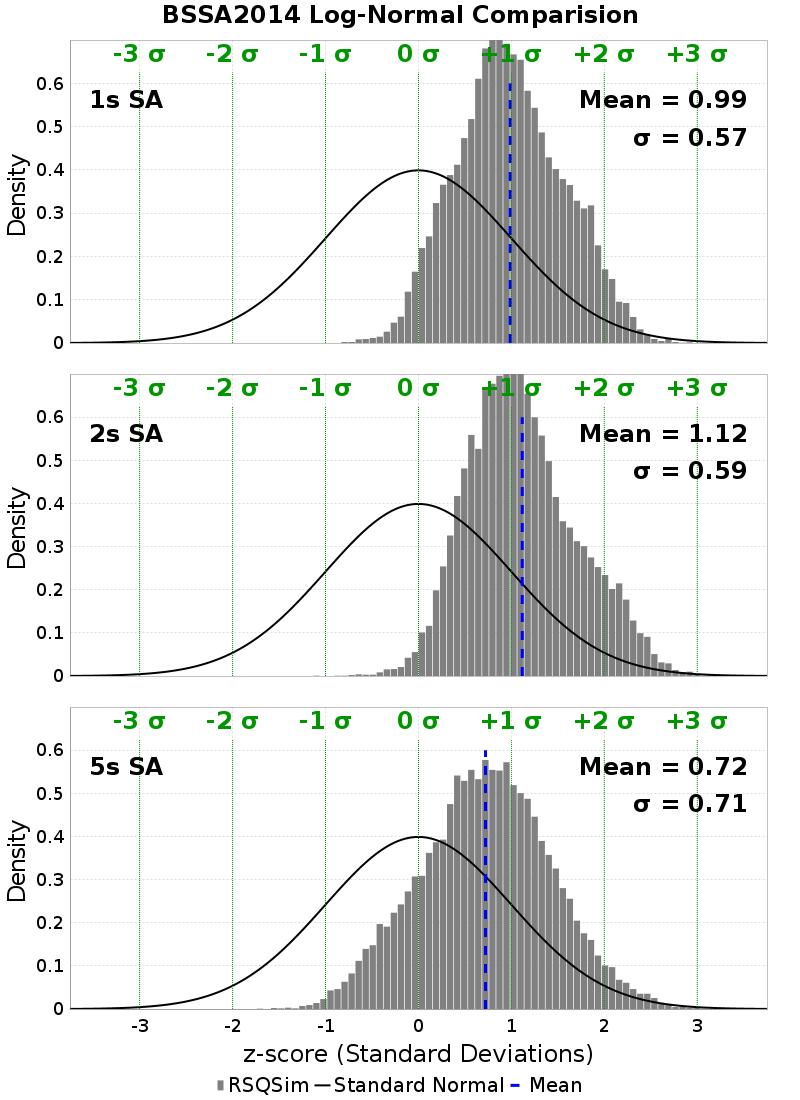 BSSA2014 Log-Normal Comparision
-3 σ -2 σ -1 σ 0 σ +1 σ +2 σ +3 σ
0.6
1s SA
Mean = 0.99
0.5
σ = 0.57
0.4
Density
0.3
0.2
0.1
0
-3 σ -2 σ -1 σ 0 σ +1 σ +2 σ +3 σ
0.6
2s SA
Mean = 1.12
0.5
σ = 0.59
0.4
Density
0.3
0.2
0.1
0
-3 σ -2 σ -1 σ 0 σ +1 σ +2 σ +3 σ
0.6
5s SA
Mean = 0.72
0.5
σ = 0.71
0.4
Density
0.3
0.2
0.1
0
-3 -2 -1 0 1 2 3
z-score (Standard Deviations)
RSQSim Standard Normal Mean